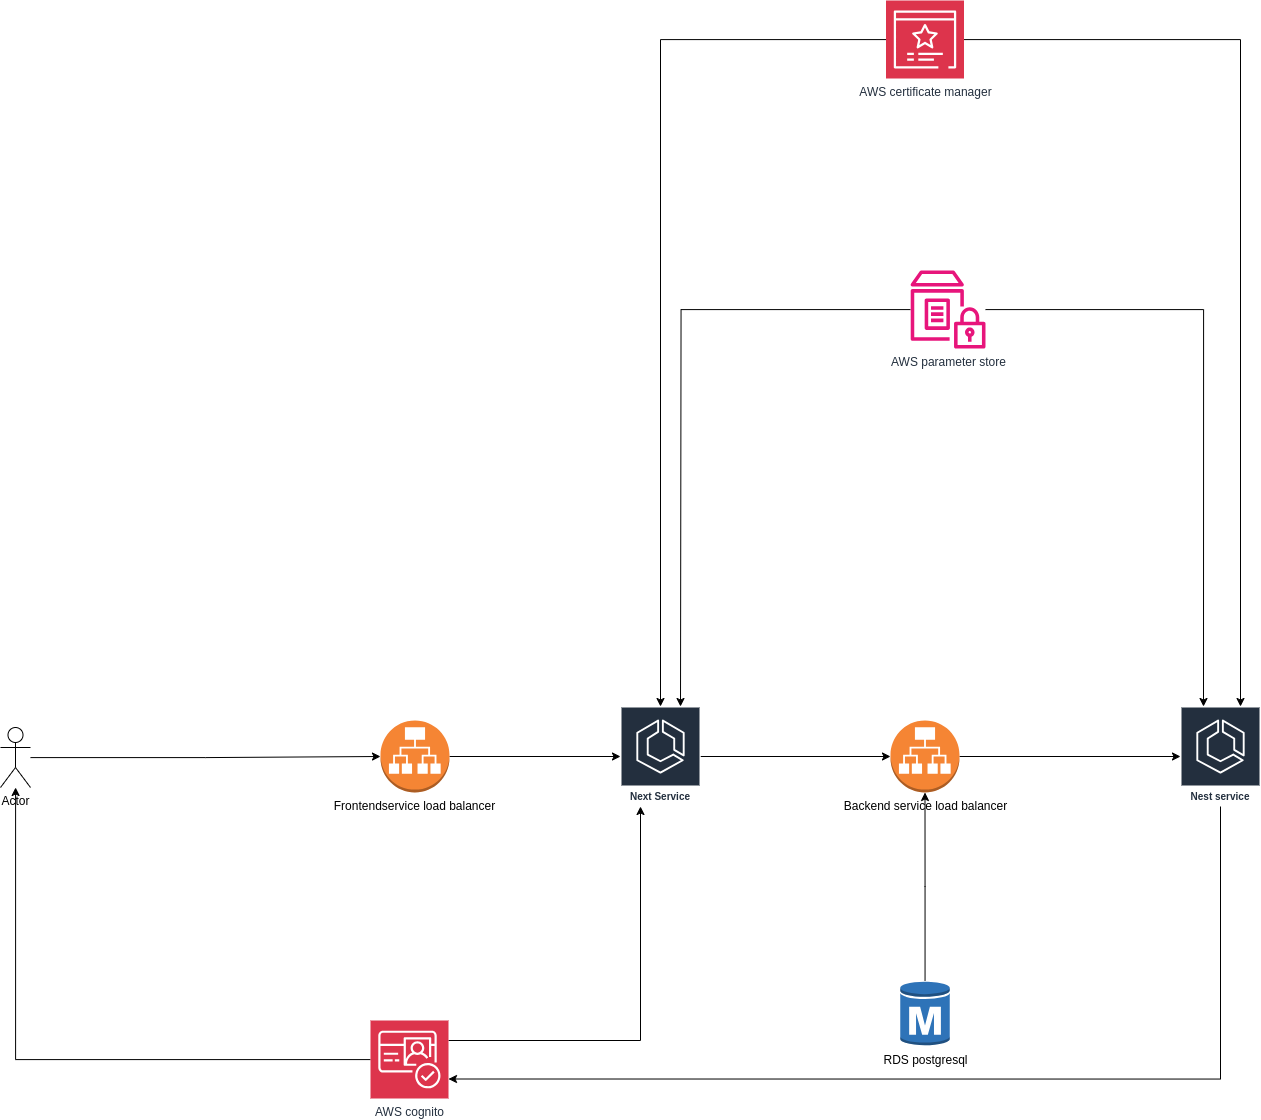 AWS certificate manager
AWS parameter store
Actor
Frontendservice load balancer
Next Service
Backend service load balancer
Nest service
M
RDS postgresql
AWS cognito